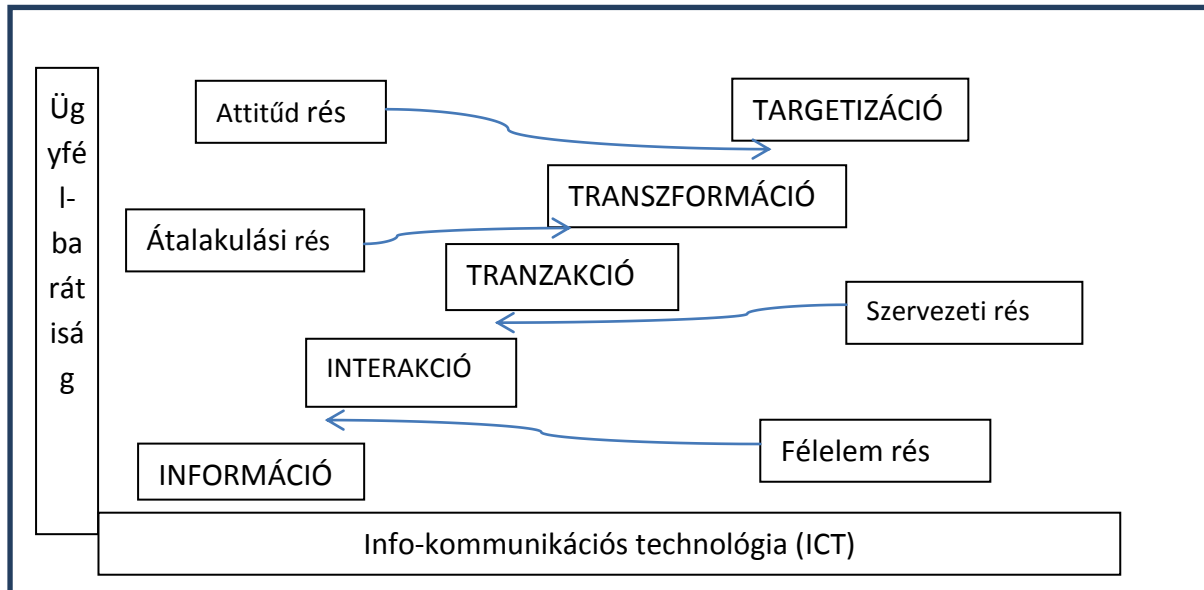 Üg
yfé
l-
ba
rát
isá
g
Attitűd rés
TARGETIZÁCIÓ
TRANSZFORMÁCIÓ
Átalakulási rés
TRANZAKCIÓ
Szervezeti rés
INTERAKCIÓ
Félelem rés
INFORMÁCIÓ
Info-kommunikációs technológia (ICT)